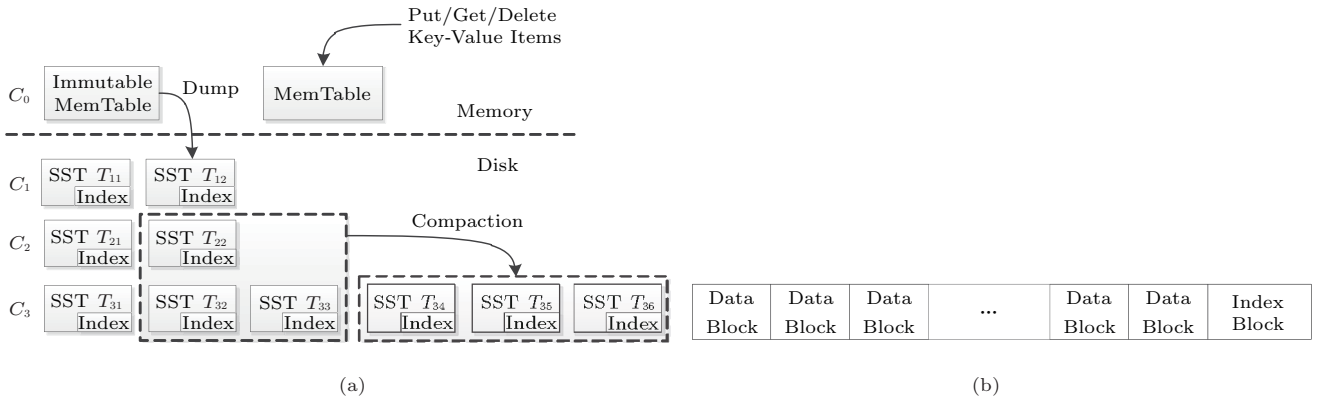 Put/Get/Delete
Key-Value Items
C0
Immutable
MemTable
Dump
MemTable
Memory
Disk
C1
SST T11
Index
SST T12
Index
Compaction
C2
SST T21
Index
SST T22
Index
C3
SST T31
Index
SST T32
Index
SST T33
Index
SST T34
Index
SST T35
Index
SST T36
Index
(a)
Data
Block
Data
Block
Data
Block
...
Data
Block
Data
Block
Index
Block
(b)